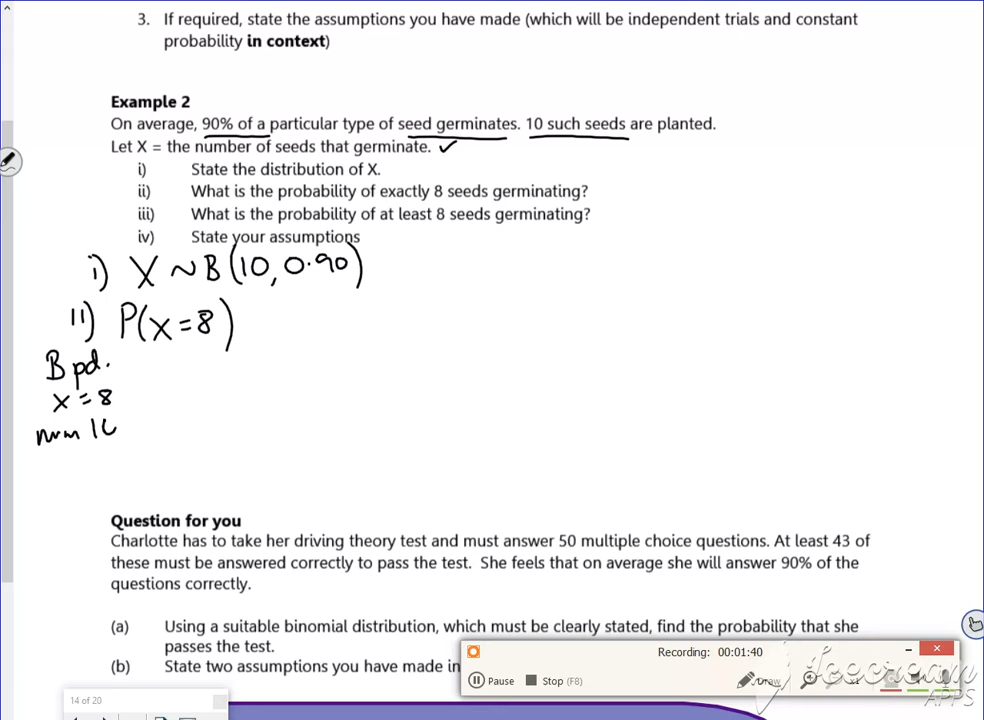 3. If required, state the assumptions you have made (which will be independent trials and constant
probability in context)
Example 2
On average, 90% of a particular type of seed germinates. 10 such seeds are planted.
Let X = the number of seeds that germinate. ✓
i) State the distribution of X.
ii) What is the probability of exactly 8 seeds germinating?
iii) What is the probability of at least 8 seeds germinating?
iv) State your assumptions
i) X ~ B(10, 0.90)
ii) P(X=8)
B pd.
x = 8
num 10
Question for you
Charlotte has to take her driving theory test and must answer 50 multiple choice questions. At least 43 of
these must be answered correctly to pass the test. She feels that on average she will answer 90% of the
questions correctly.
(a) Using a suitable binomial distribution, which must be clearly stated, find the probability that she
passes the test.
(b) State two assumptions you have made in
Recording: 00:01:40
Pause Stop (F8) Draw x1
Icecream
APPS
14 of 20